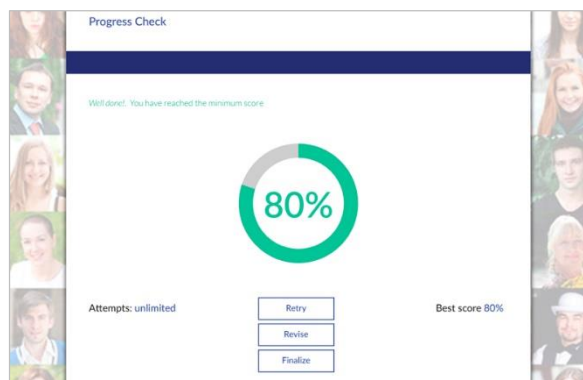 Progress Check
Well done!. You have reached the minimum score
80%
Attempts: unlimited
Retry
Best score 80%
Revise
Finalize